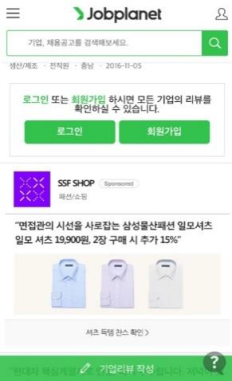 Jobplanet
기업, 채용공고를 검색해보세요.
생산/제조 · 전직원 · 충남 · 2016-11-05
로그인 또는 회원가입 하시면 모든 기업의 리뷰를
확인하실 수 있습니다.
로그인
회원가입
SSF SHOP Sponsored
패션/쇼핑
“면접관의 시선을 사로잡는 삼성물산패션 일모셔츠
일모 셔츠 19,900원, 2장 구매 시 추가 15%”
셔츠 득템 찬스 확인 >
기업리뷰 작성
?